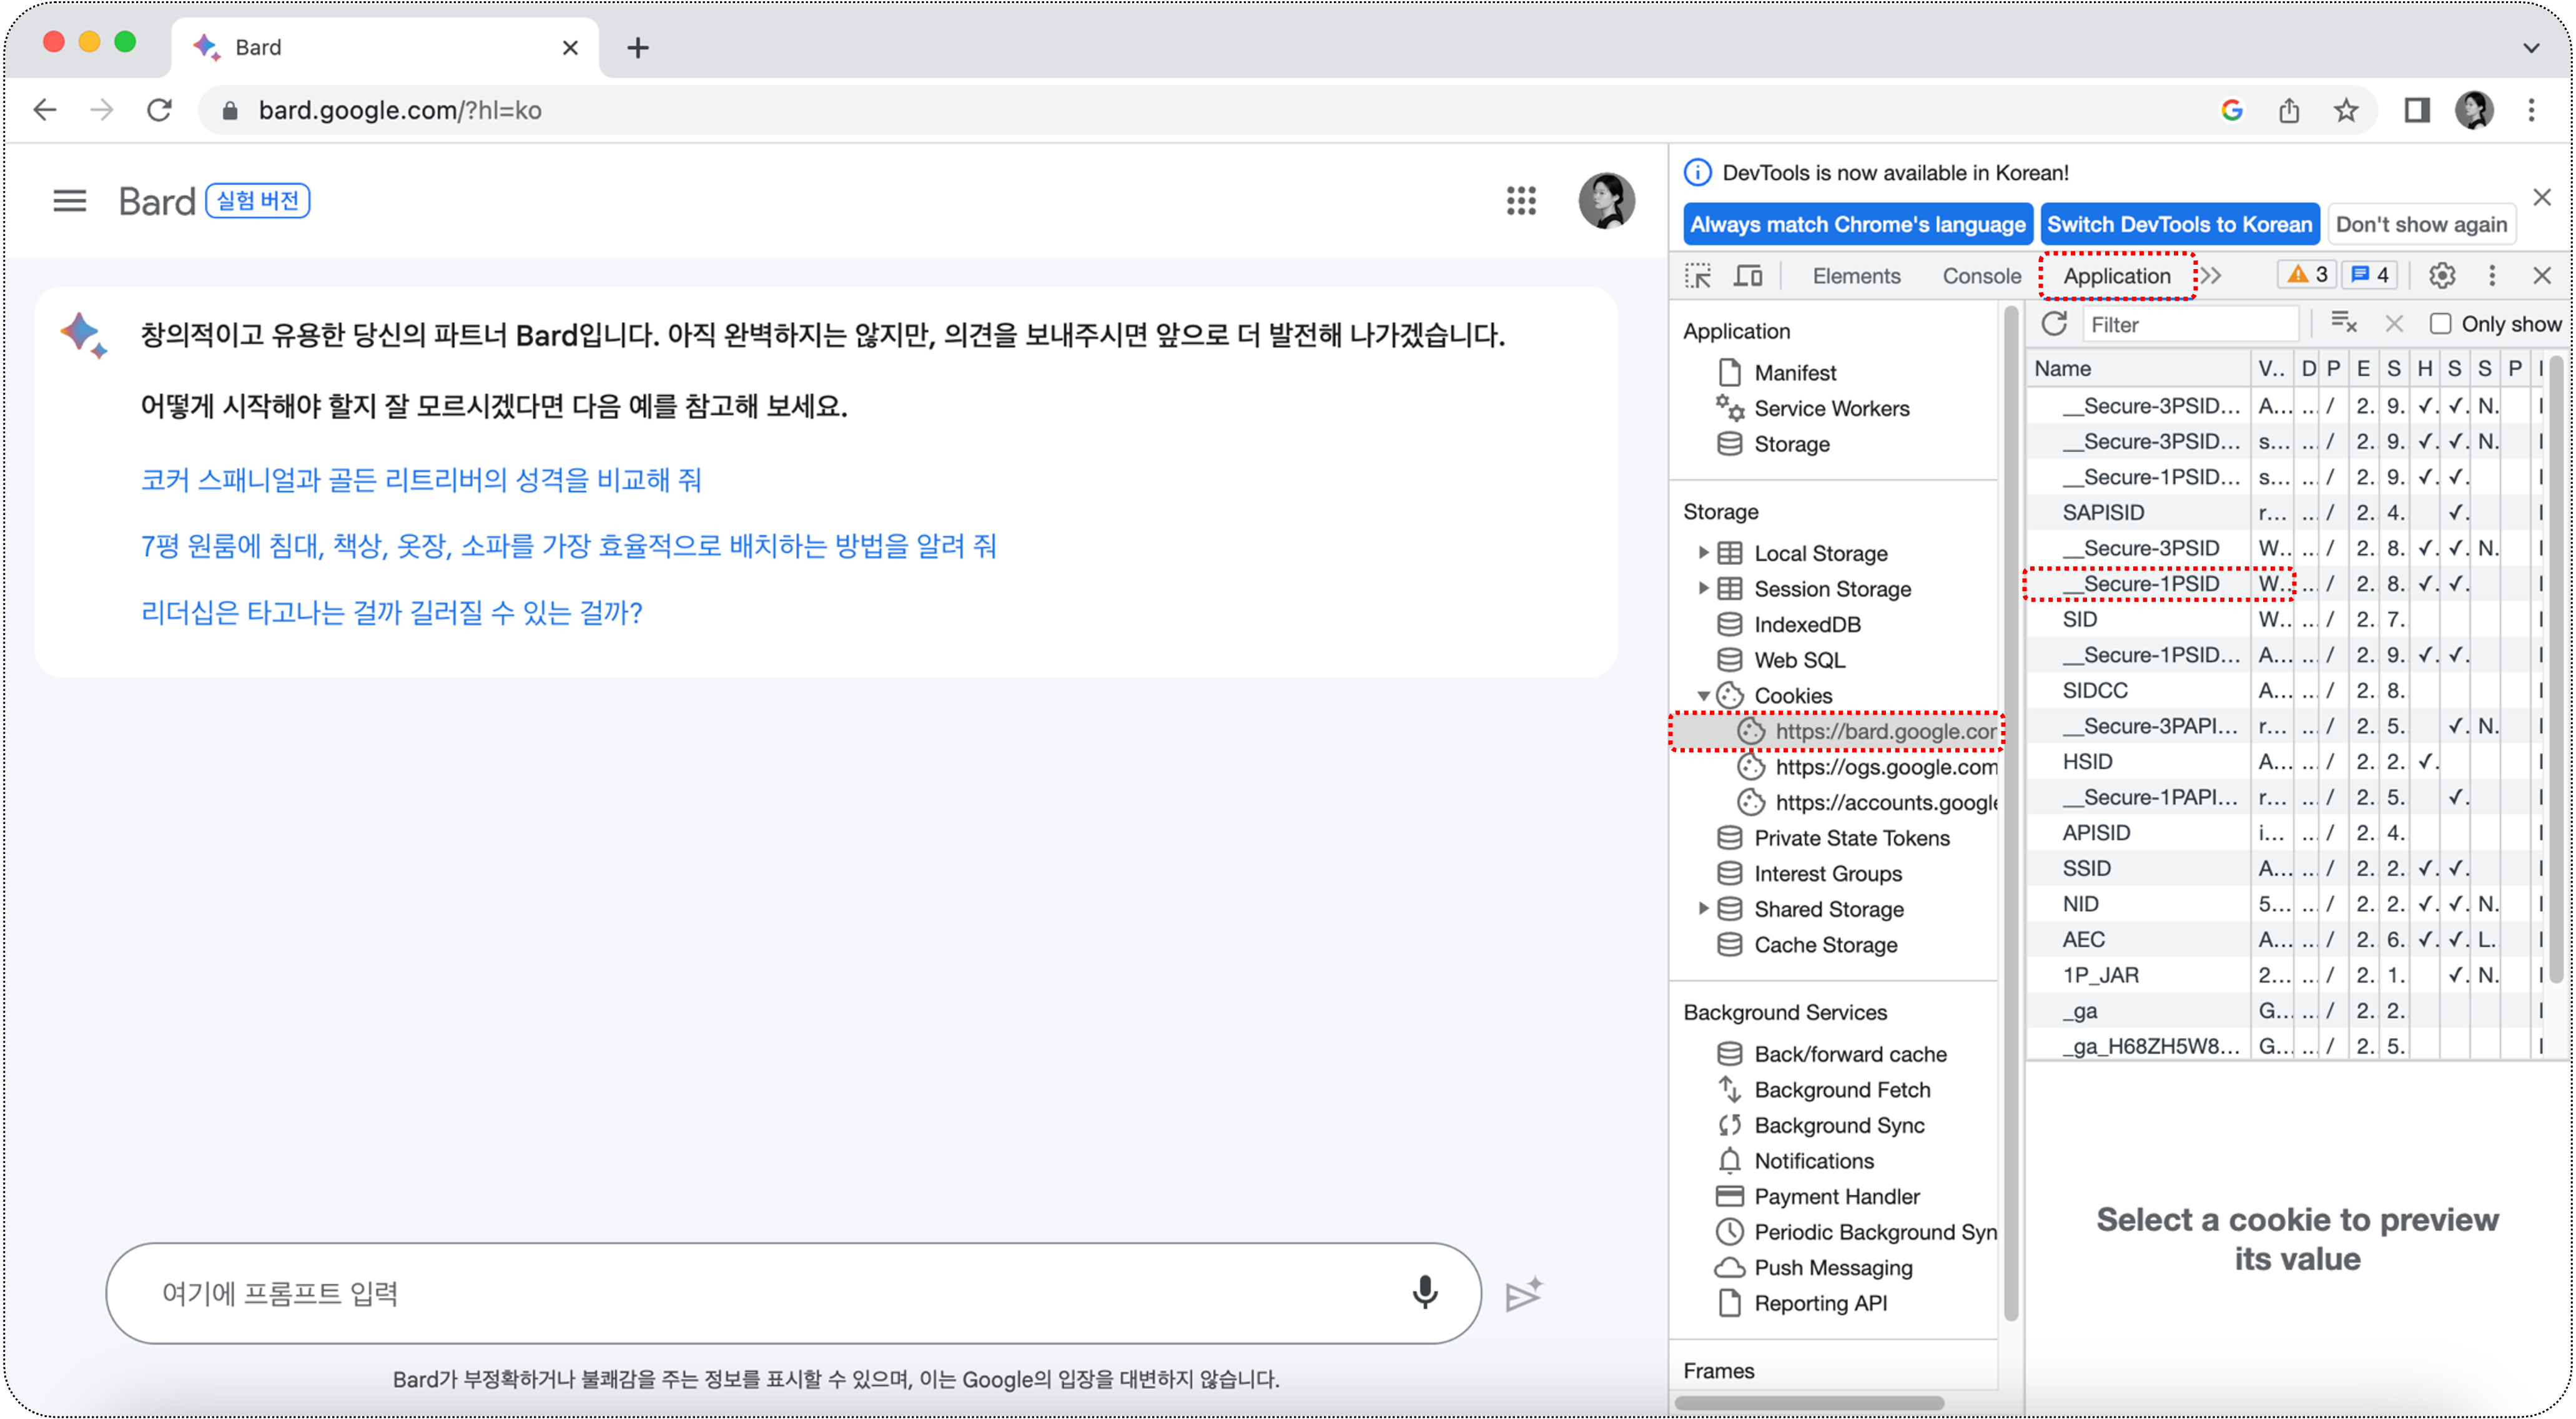 Bard
bard.google.com/?hl=ko
Bard 실험 버전
창의적이고 유용한 당신의 파트너 Bard입니다. 아직 완벽하지는 않지만, 의견을 보내주시면 앞으로 더 발전해 나가겠습니다.
어떻게 시작해야 할지 잘 모르시겠다면 다음 예를 참고해 보세요.
코커 스패니얼과 골든 리트리버의 성격을 비교해 줘
7평 원룸에 침대, 책상, 옷장, 소파를 가장 효율적으로 배치하는 방법을 알려 줘
리더십은 타고나는 걸까 길러질 수 있는 걸까?
여기에 프롬프트 입력
Bard가 부정확하거나 불쾌감을 주는 정보를 표시할 수 있으며, 이는 Google의 입장을 대변하지 않습니다.
DevTools is now available in Korean!
Always match Chrome's language Switch DevTools to Korean Don't show again
Elements Console Application 3 4
Application
Manifest
Service Workers
Storage
Storage
Local Storage
Session Storage
IndexedDB
Web SQL
Cookies
https://bard.google.cor
https://ogs.google.com
https://accounts.google
Private State Tokens
Interest Groups
Shared Storage
Cache Storage
Background Services
Back/forward cache
Background Fetch
Background Sync
Notifications
Payment Handler
Periodic Background Syn
Push Messaging
Reporting API
Frames
Filter Only show
Name V.. D P E S H S S P
__Secure-3PSID... A... ... / 2. 9. ✓. ✓. N.
__Secure-3PSID... s... ... / 2. 9. ✓. ✓. N.
__Secure-1PSID... s... ... / 2. 9. ✓. ✓.
SAPISID r... ... / 2. 4. ✓.
__Secure-3PSID W.. ... / 2. 8. ✓. ✓. N.
__Secure-1PSID W.. ... / 2. 8. ✓. ✓.
SID W.. ... / 2. 7.
__Secure-1PSID... A... ... / 2. 9. ✓. ✓.
SIDCC A... ... / 2. 8.
__Secure-3PAPI... r... ... / 2. 5. ✓. N.
HSID A... ... / 2. 2. ✓.
__Secure-1PAPI... r... ... / 2. 5. ✓.
APISID i... ... / 2. 4.
SSID A... ... / 2. 2. ✓. ✓.
NID 5... ... / 2. 2. ✓. ✓. N.
AEC A... ... / 2. 6. ✓. ✓. L.
1P_JAR 2... ... / 2. 1. ✓. N.
_ga G... ... / 2. 2.
_ga_H68ZH5W8... G... ... / 2. 5.
Select a cookie to preview
its value